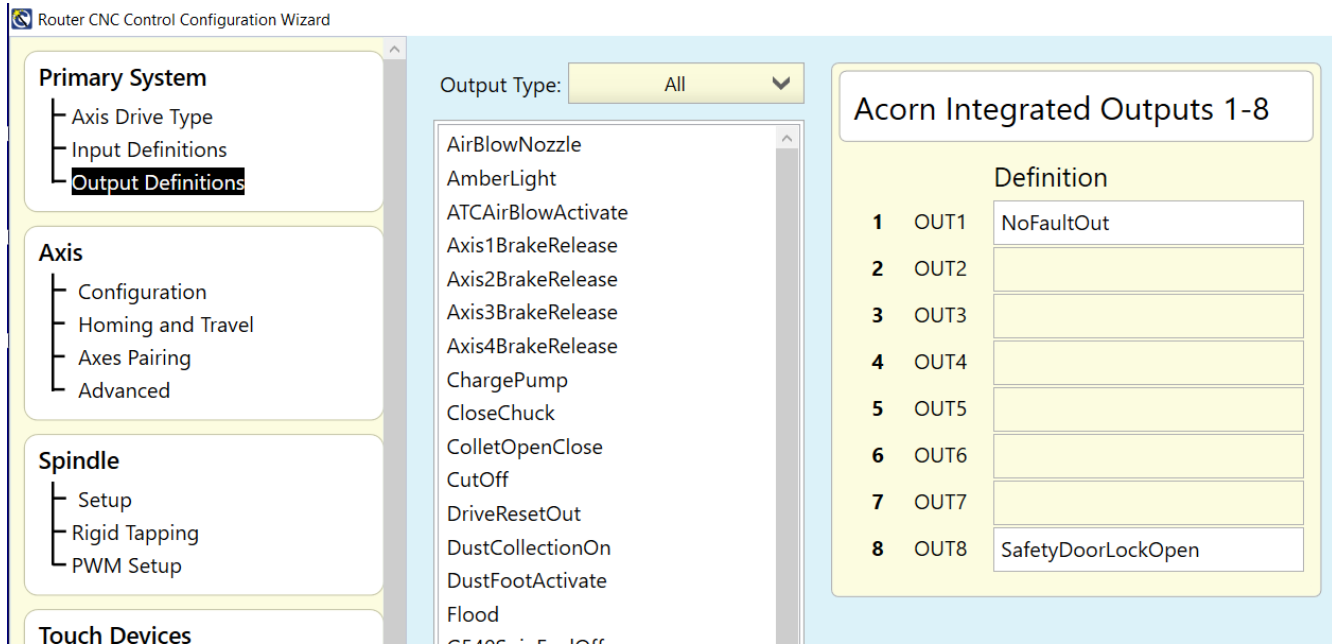 Router CNC Control Configuration Wizard
Primary System
Axis Drive Type
Input Definitions
Output Definitions
Axis
Configuration
Homing and Travel
Axes Pairing
Advanced
Spindle
Setup
Rigid Tapping
PWM Setup
Touch Devices
Output Type: All
AirBlowNozzle
AmberLight
ATCAirBlowActivate
Axis1BrakeRelease
Axis2BrakeRelease
Axis3BrakeRelease
Axis4BrakeRelease
ChargePump
CloseChuck
ColletOpenClose
CutOff
DriveResetOut
DustCollectionOn
DustFootActivate
Flood
Acorn Integrated Outputs 1-8
Definition
1 OUT1 NoFaultOut
2 OUT2
3 OUT3
4 OUT4
5 OUT5
6 OUT6
7 OUT7
8 OUT8 SafetyDoorLockOpen